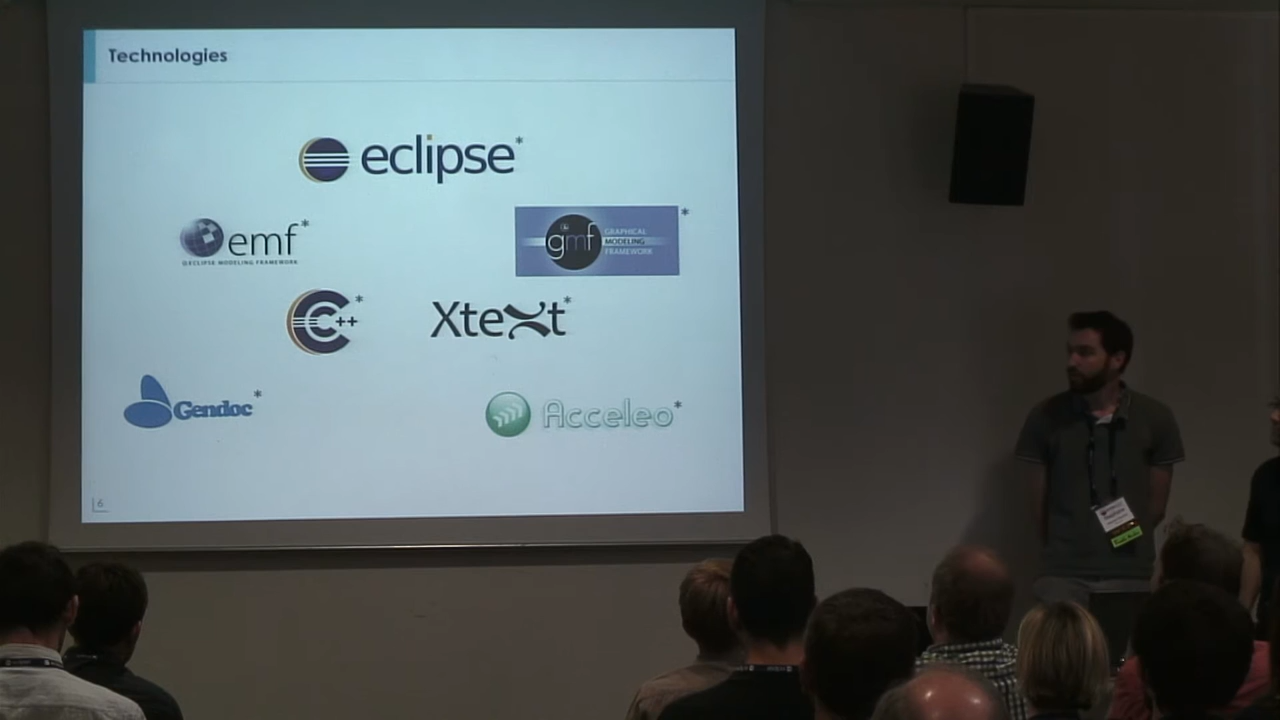 Technologies
eclipse*
emf*
ECLIPSE MODELING FRAMEWORK
gmf
GRAPHICAL
MODELING
FRAMEWORK
*
C++*
Xtext*
Gendoc*
Acceleo*
6